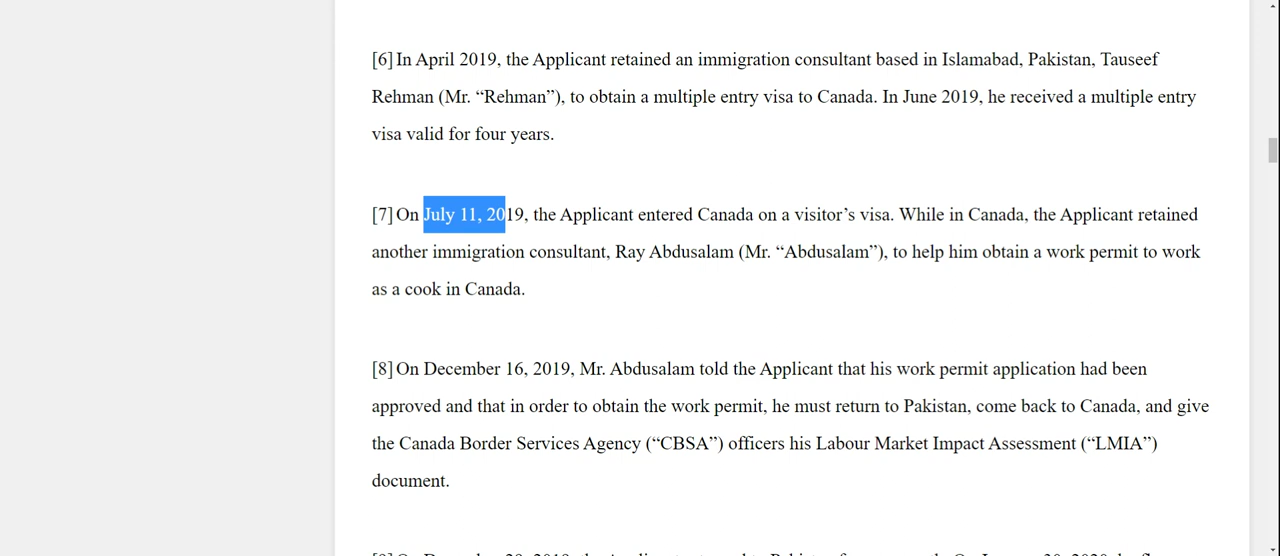 [6] In April 2019, the Applicant retained an immigration consultant based in Islamabad, Pakistan, Tauseef
Rehman (Mr. “Rehman”), to obtain a multiple entry visa to Canada. In June 2019, he received a multiple entry
visa valid for four years.
[7] On July 11, 2019, the Applicant entered Canada on a visitor’s visa. While in Canada, the Applicant retained
another immigration consultant, Ray Abdusalam (Mr. “Abdusalam”), to help him obtain a work permit to work
as a cook in Canada.
[8] On December 16, 2019, Mr. Abdusalam told the Applicant that his work permit application had been
approved and that in order to obtain the work permit, he must return to Pakistan, come back to Canada, and give
the Canada Border Services Agency (“CBSA”) officers his Labour Market Impact Assessment (“LMIA”)
document.